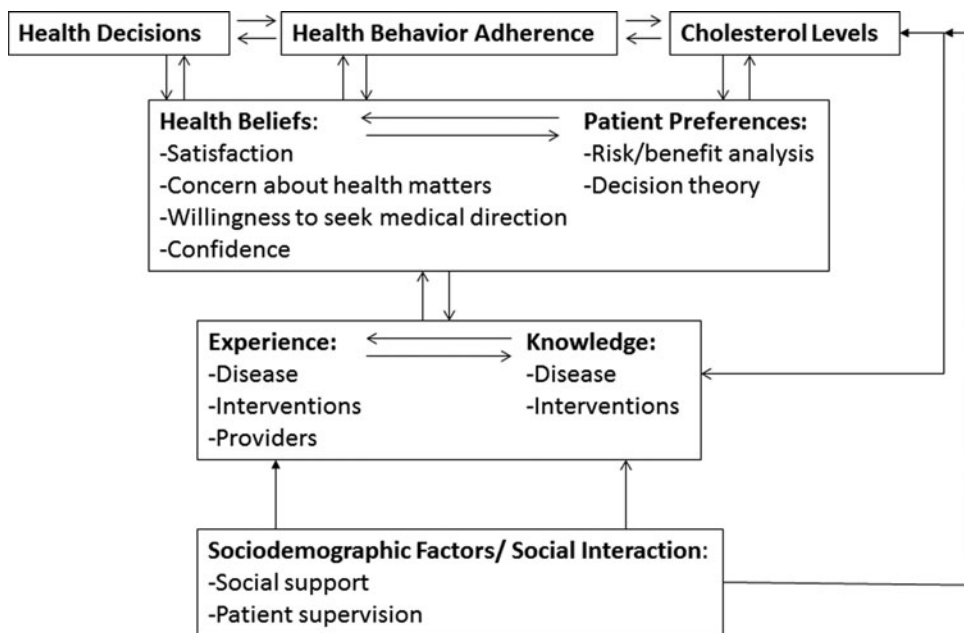 Health Decisions
Health Behavior Adherence
Cholesterol Levels
Health Beliefs:
-Satisfaction
-Concern about health matters
-Willingness to seek medical direction
-Confidence
Patient Preferences:
-Risk/benefit analysis
-Decision theory
Experience:
-Disease
-Interventions
-Providers
Knowledge:
-Disease
-Interventions
Sociodemographic Factors/ Social Interaction:
-Social support
-Patient supervision